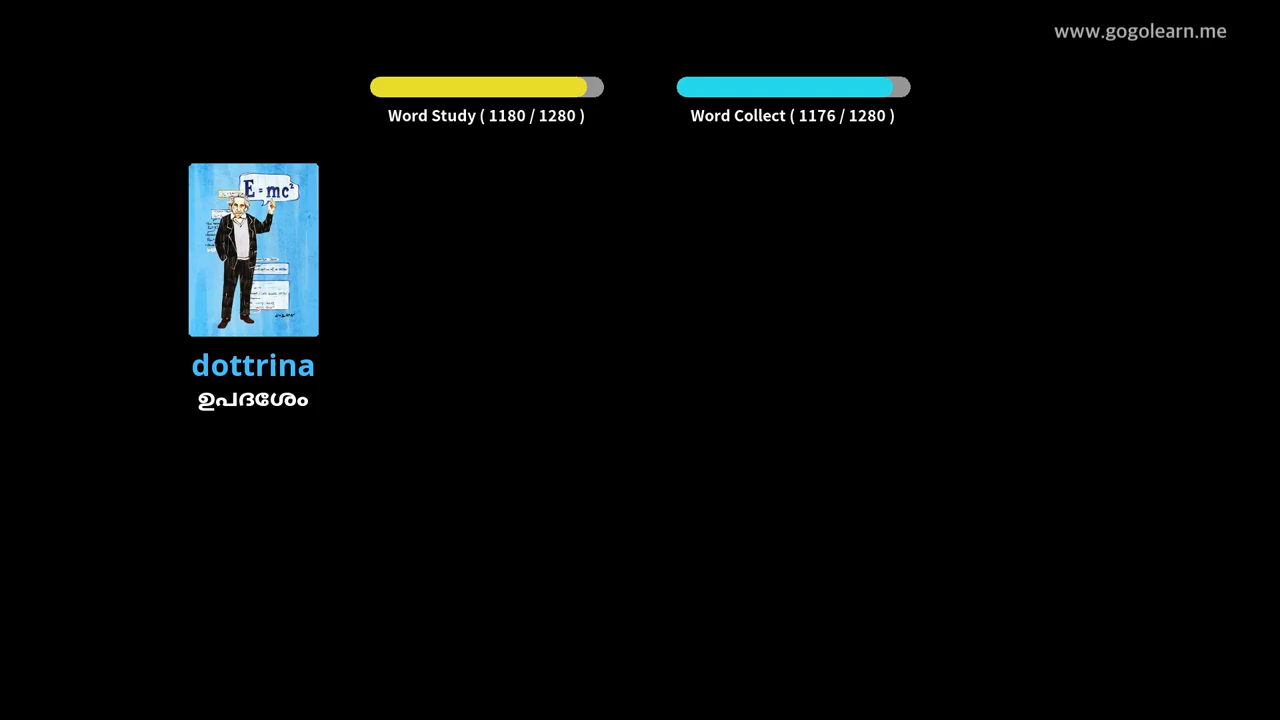 www.gogolearn.me
Word Study ( 1180 / 1280 )
Word Collect ( 1176 / 1280 )
E = mc²
dottrina
ഉപദേശം